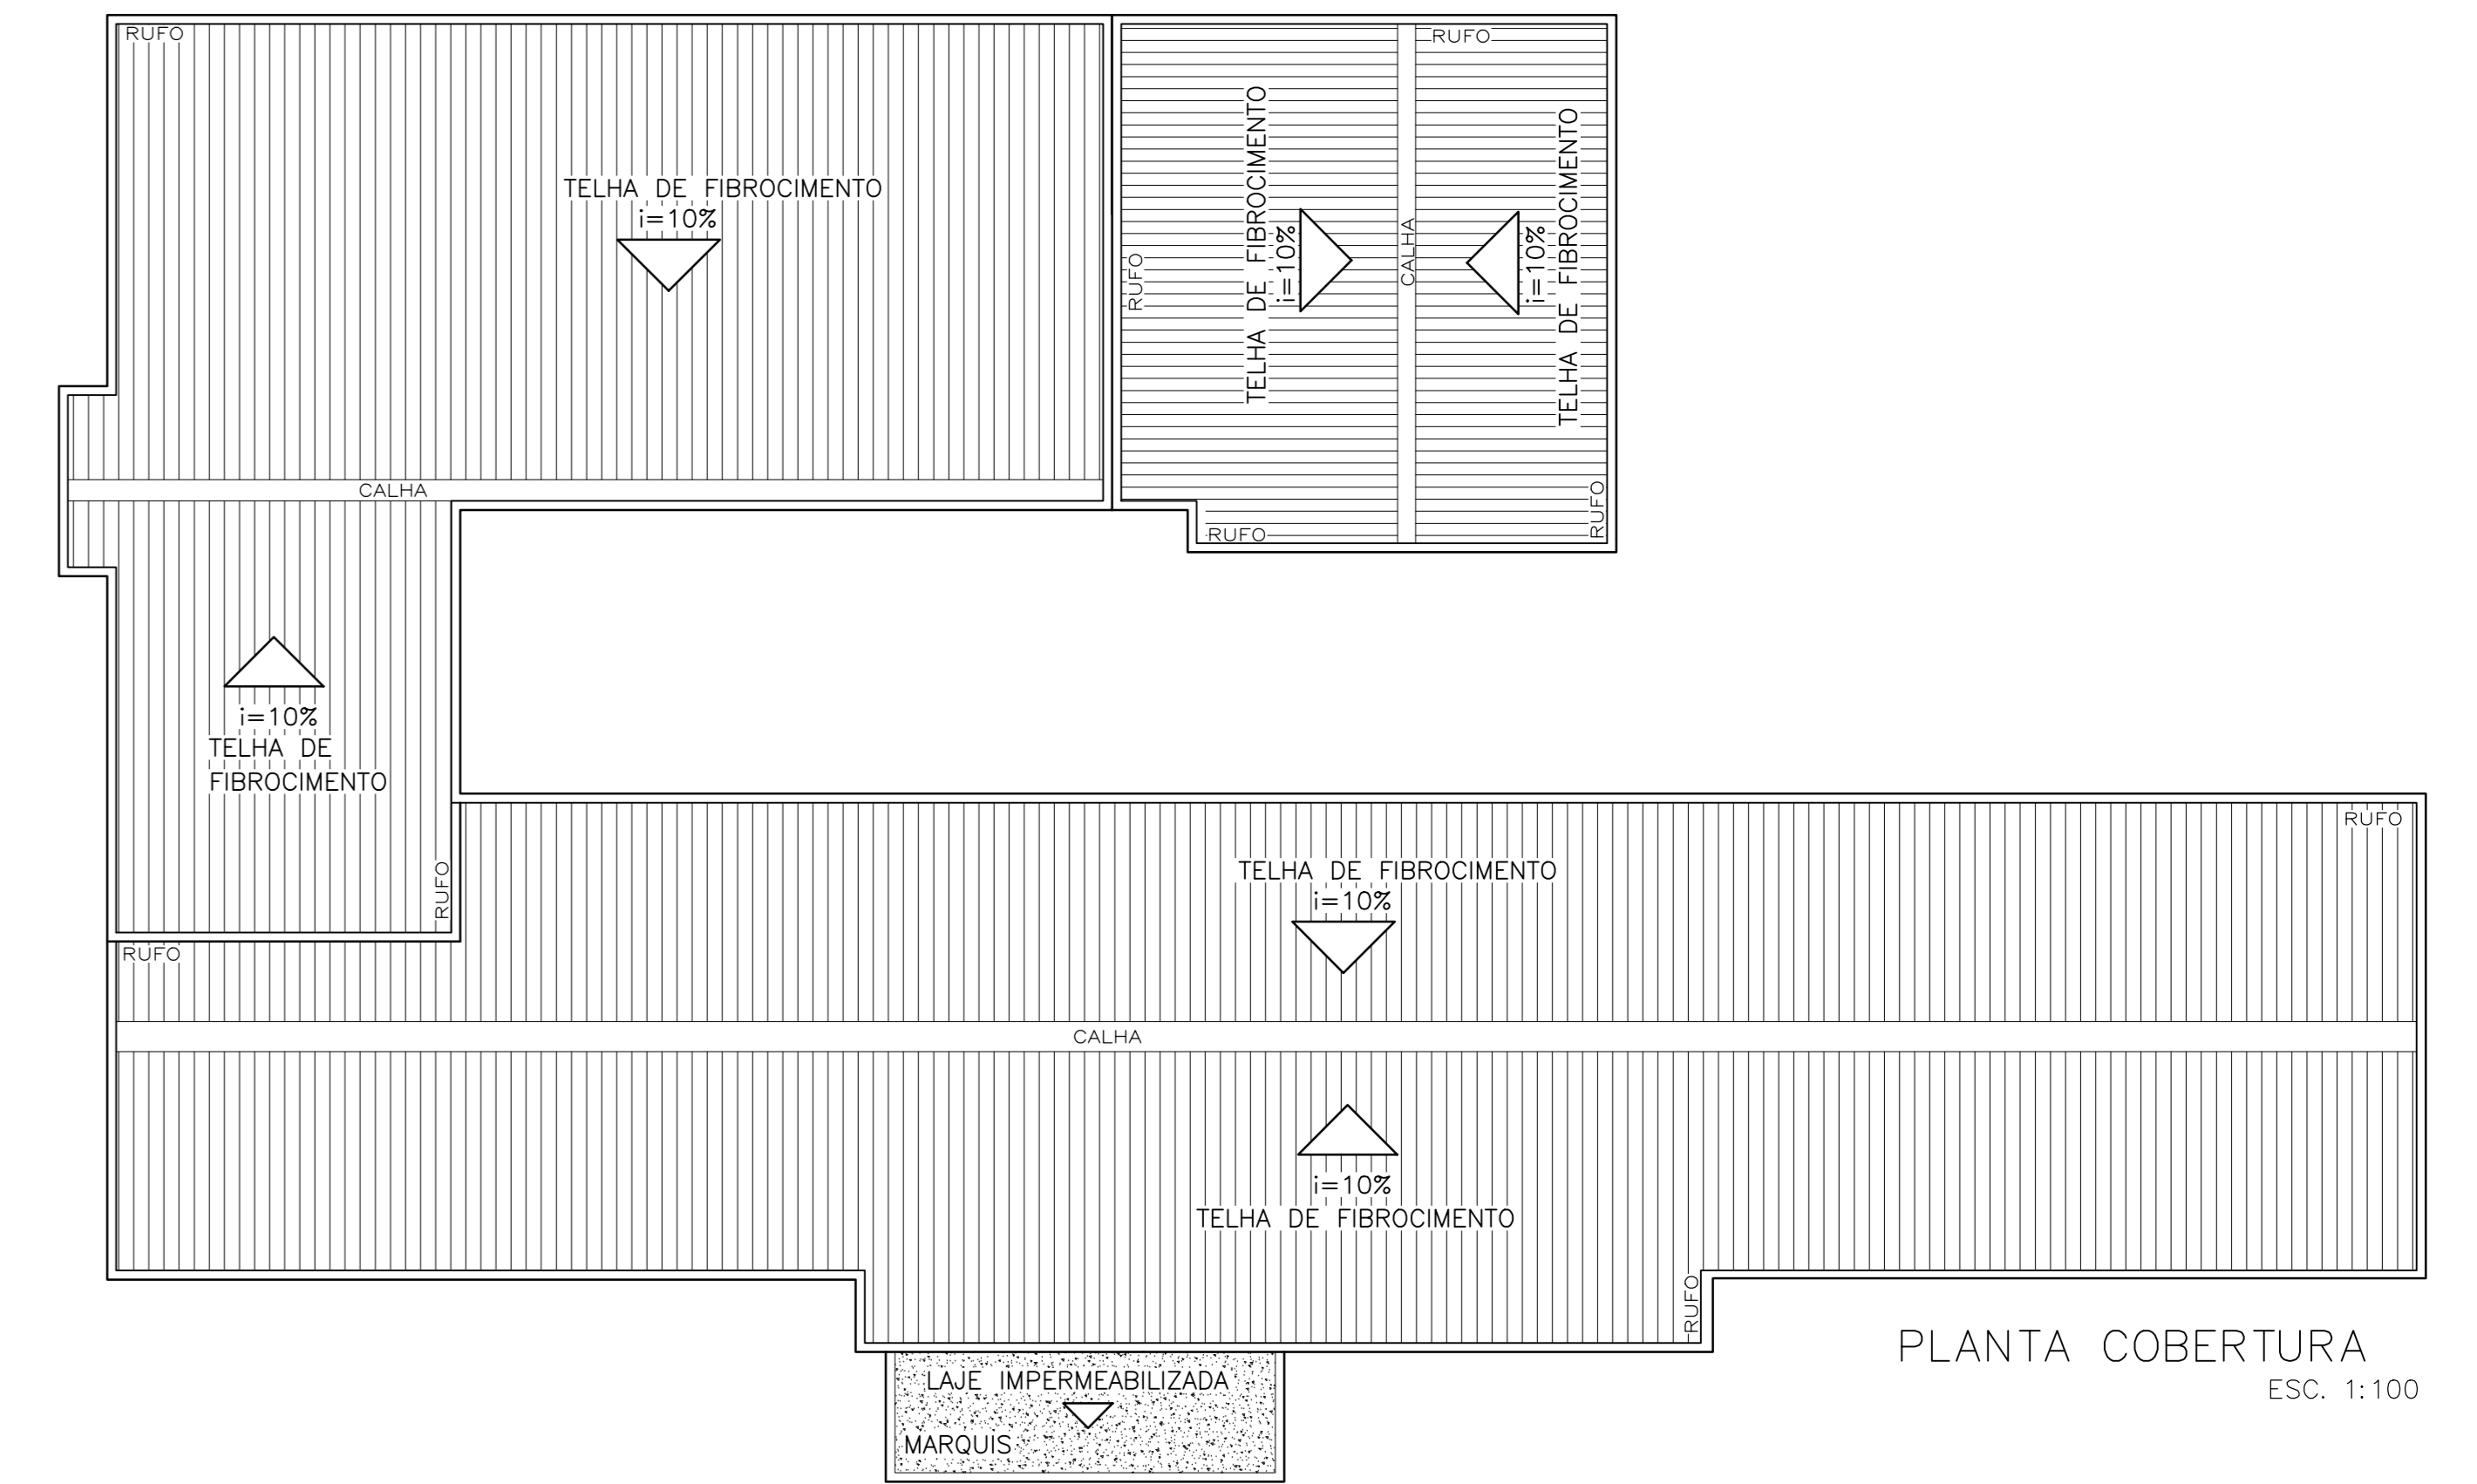 RUFO
RUFO
TELHA DE FIBROCIMENTO
i=10%
TELHA DE FIBROCIMENTO
i=10%
RUFO
CALHA
i=10%
TELHA DE FIBROCIMENTO
CALHA
RUFO
RUFO
i=10%
TELHA DE
FIBROCIMENTO
RUFO
RUFO
RUFO
TELHA DE FIBROCIMENTO
i=10%
CALHA
i=10%
TELHA DE FIBROCIMENTO
RUFO
LAJE IMPERMEABILIZADA
MARQUIS
PLANTA COBERTURA
ESC. 1:100